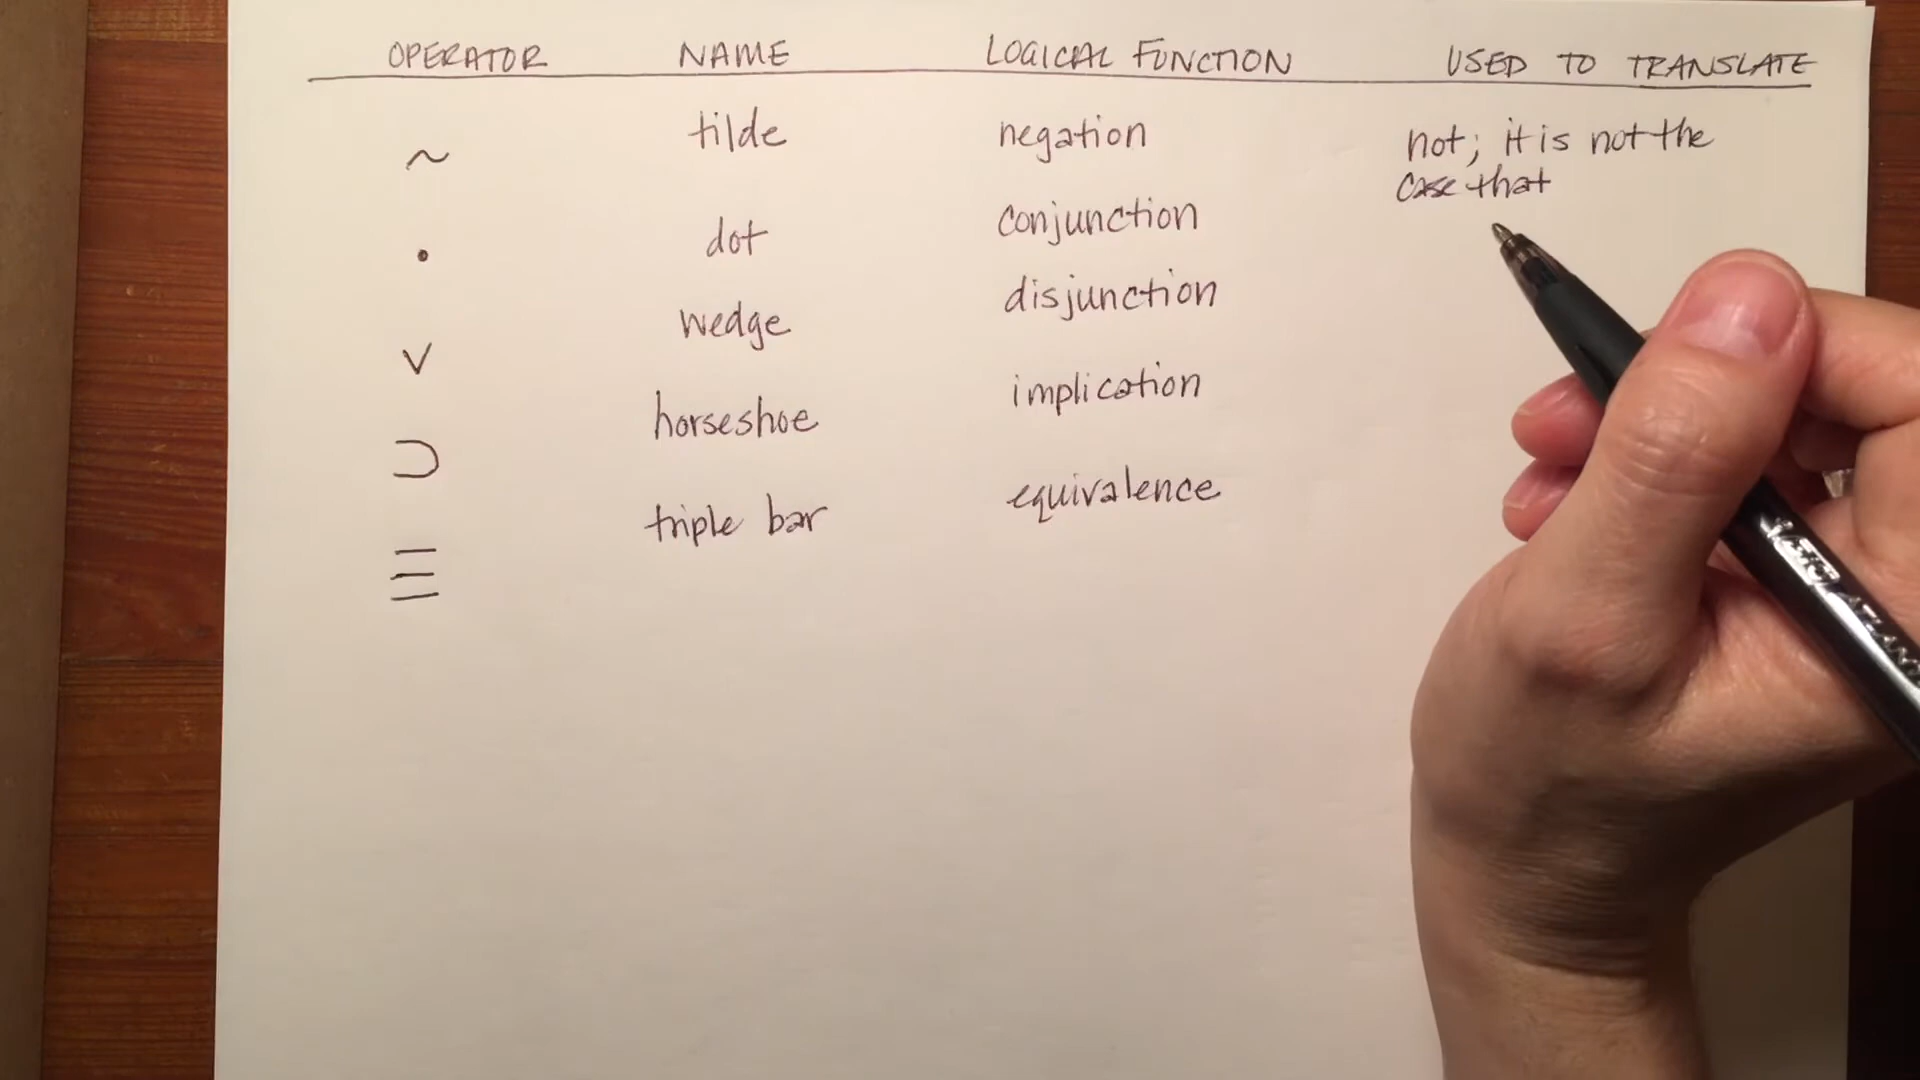 OPERATOR NAME LOGICAL FUNCTION USED TO TRANSLATE
~ tilde negation not; it is not the
case that
• dot conjunction
v wedge disjunction
⊃ horseshoe implication
≡ triple bar equivalence